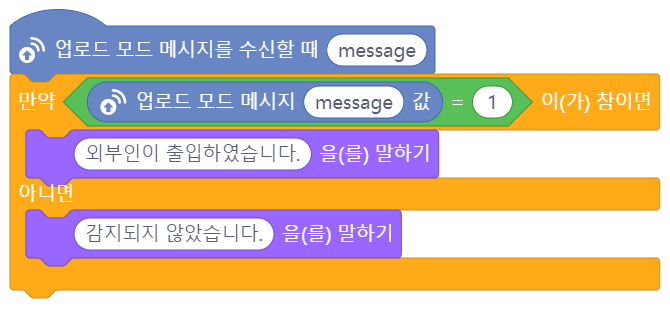 업로드 모드 메시지를 수신할 때 message
만약 업로드 모드 메시지 message 값 = 1 이(가) 참이면
외부인이 출입하였습니다. 을(를) 말하기
아니면
감지되지 않았습니다. 을(를) 말하기